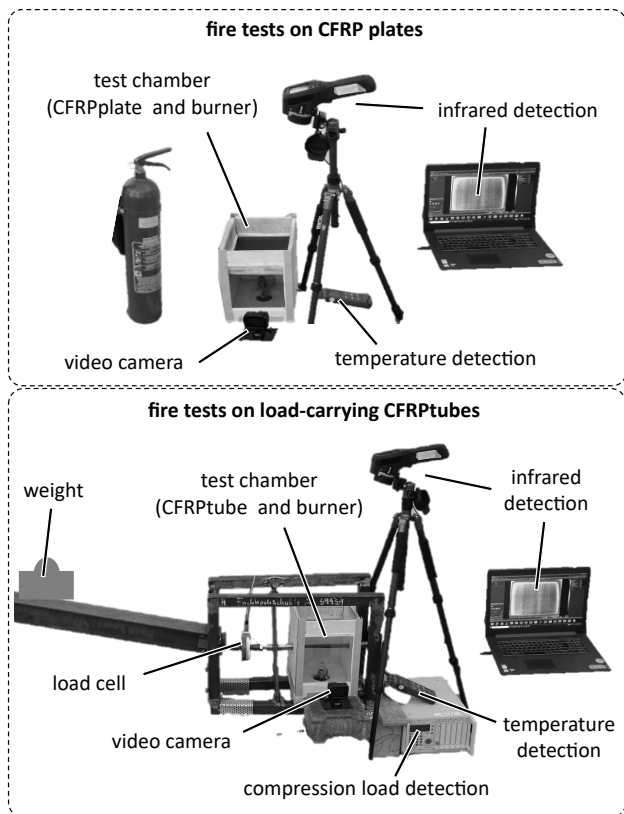 fire tests on CFRP plates
test chamber
(CFRPplate and burner)
infrared detection
video camera
temperature detection
fire tests on load-carrying CFRPtubes
weight
test chamber
(CFRPtube and burner)
infrared
detection
load cell
video camera
temperature
detection
compression load detection